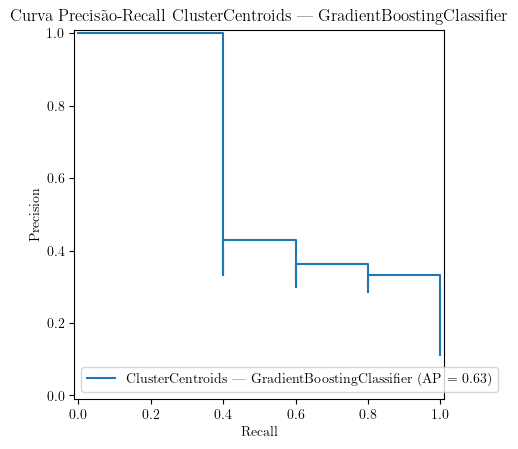 Curva Precisão-Recall ClusterCentroids — GradientBoostingClassifier
1.0
0.8
0.6
0.4
0.2
0.0
Precision
ClusterCentroids — GradientBoostingClassifier (AP = 0.63)
0.0 0.2 0.4 0.6 0.8 1.0
Recall